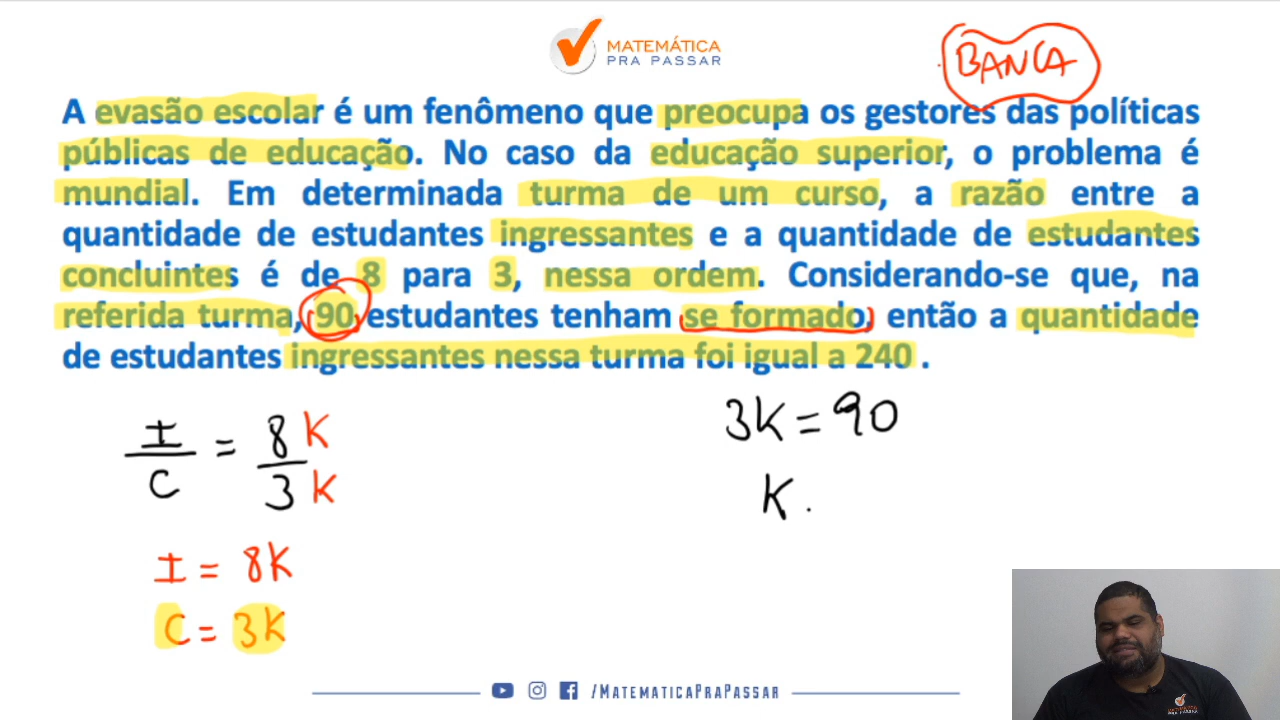 MATEMÁTICA
PRA PASSAR
BANCA
A evasão escolar é um fenômeno que preocupa os gestores das políticas
públicas de educação. No caso da educação superior, o problema é
mundial. Em determinada turma de um curso, a razão entre a
quantidade de estudantes ingressantes e a quantidade de estudantes
concluintes é de 8 para 3, nessa ordem. Considerando-se que, na
referida turma, 90 estudantes tenham se formado, então a quantidade
de estudantes ingressantes nessa turma foi igual a 240 .
I/C = 8K/3K
I = 8K
C = 3K
3K = 90
K
/MATEMATICAPRAPASSAR
MATEMÁTICA
PRA PASSAR